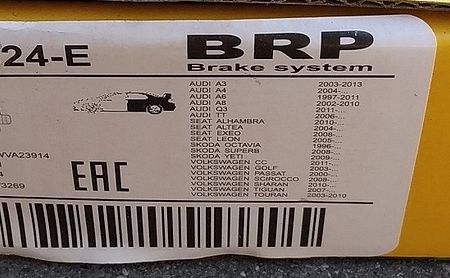 724-E
BRP
Brake system
AUDI A3 2003-2013
AUDI A4 2004-...
AUDI A6 1997-2011
AUDI A8 2002-2010
AUDI Q3 2011-...
AUDI TT 2006-...
SEAT ALHAMBRA 2010-...
SEAT ALTEA 2004-...
SEAT EXEO 2008-...
SEAT LEON 2005-...
SKODA OCTAVIA 1996-...
SKODA SUPERB 2008-...
SKODA YETI 2009-...
VOLKSWAGEN CC 2011-...
VOLKSWAGEN GOLF 2003-...
VOLKSWAGEN PASSAT 2000-...
VOLKSWAGEN SCIROCCO 2008-...
VOLKSWAGEN SHARAN 2010-...
VOLKSWAGEN TIGUAN 2007-...
VOLKSWAGEN TOURAN 2003-2010
WVA23914
3269
EAC